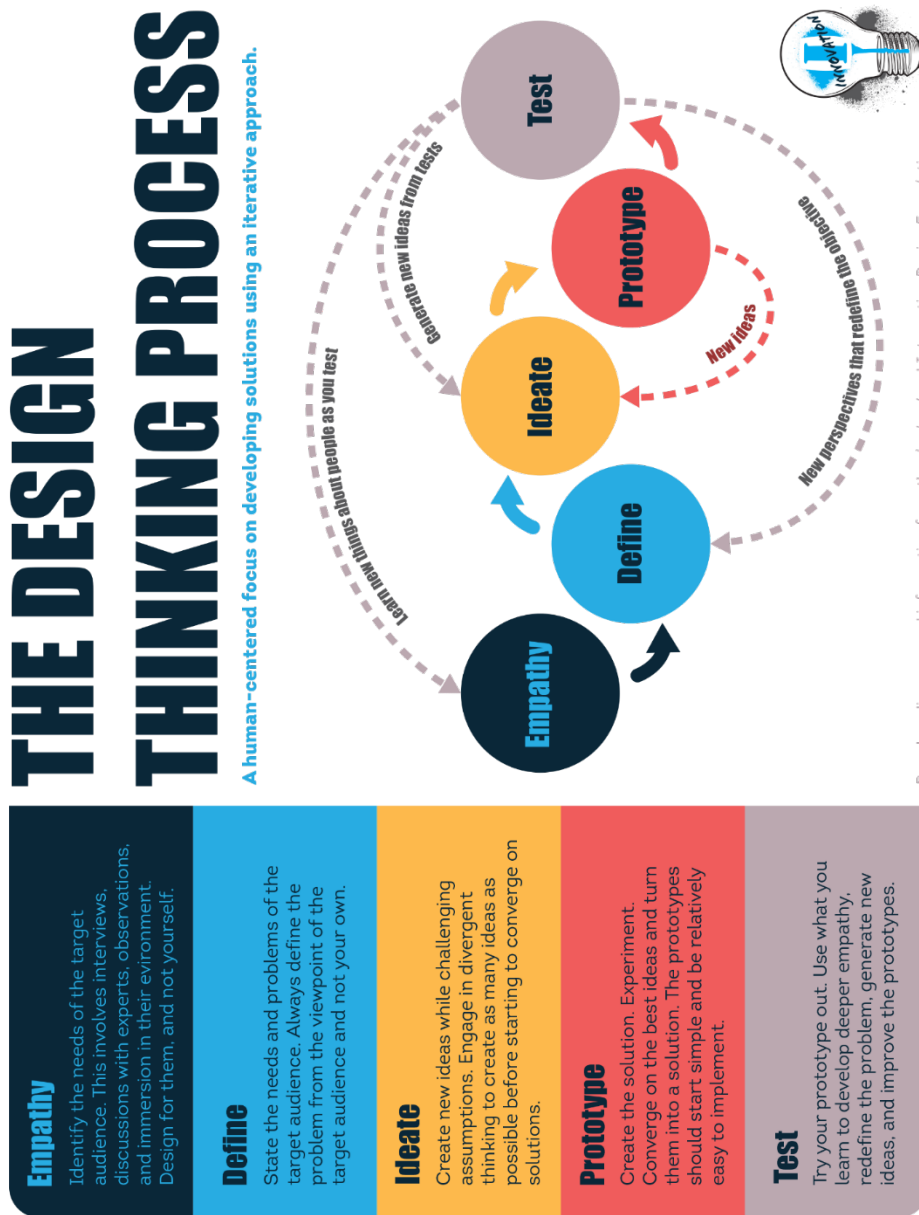 THE DESIGN
THINKING PROCESS
A human-centered focus on developing solutions using an iterative approach.
Empathy
Identify the needs of the target
audience. This involves interviews,
discussions with experts, observations,
and immersion in their evironment.
Design for them, and not yourself.
Define
State the needs and problems of the
target audience. Always define the
problem from the viewpoint of the
target audience and not your own.
Ideate
Create new ideas while challenging
assumptions. Engage in divergent
thinking to create as many ideas as
possible before starting to converge on
solutions.
Prototype
Create the solution. Experiment.
Converge on the best ideas and turn
them into a solution. The prototypes
should start simple and be relatively
easy to implement.
Test
Try your prototype out. Use what you
learn to develop deeper empathy,
redefine the problem, generate new
ideas, and improve the prototypes.
Learn new things about people as you test
Generate new ideas from tests
Empathy
Define
Ideate
Prototype
Test
New ideas
New perspectives that redefine the objective
I
INNOVATION